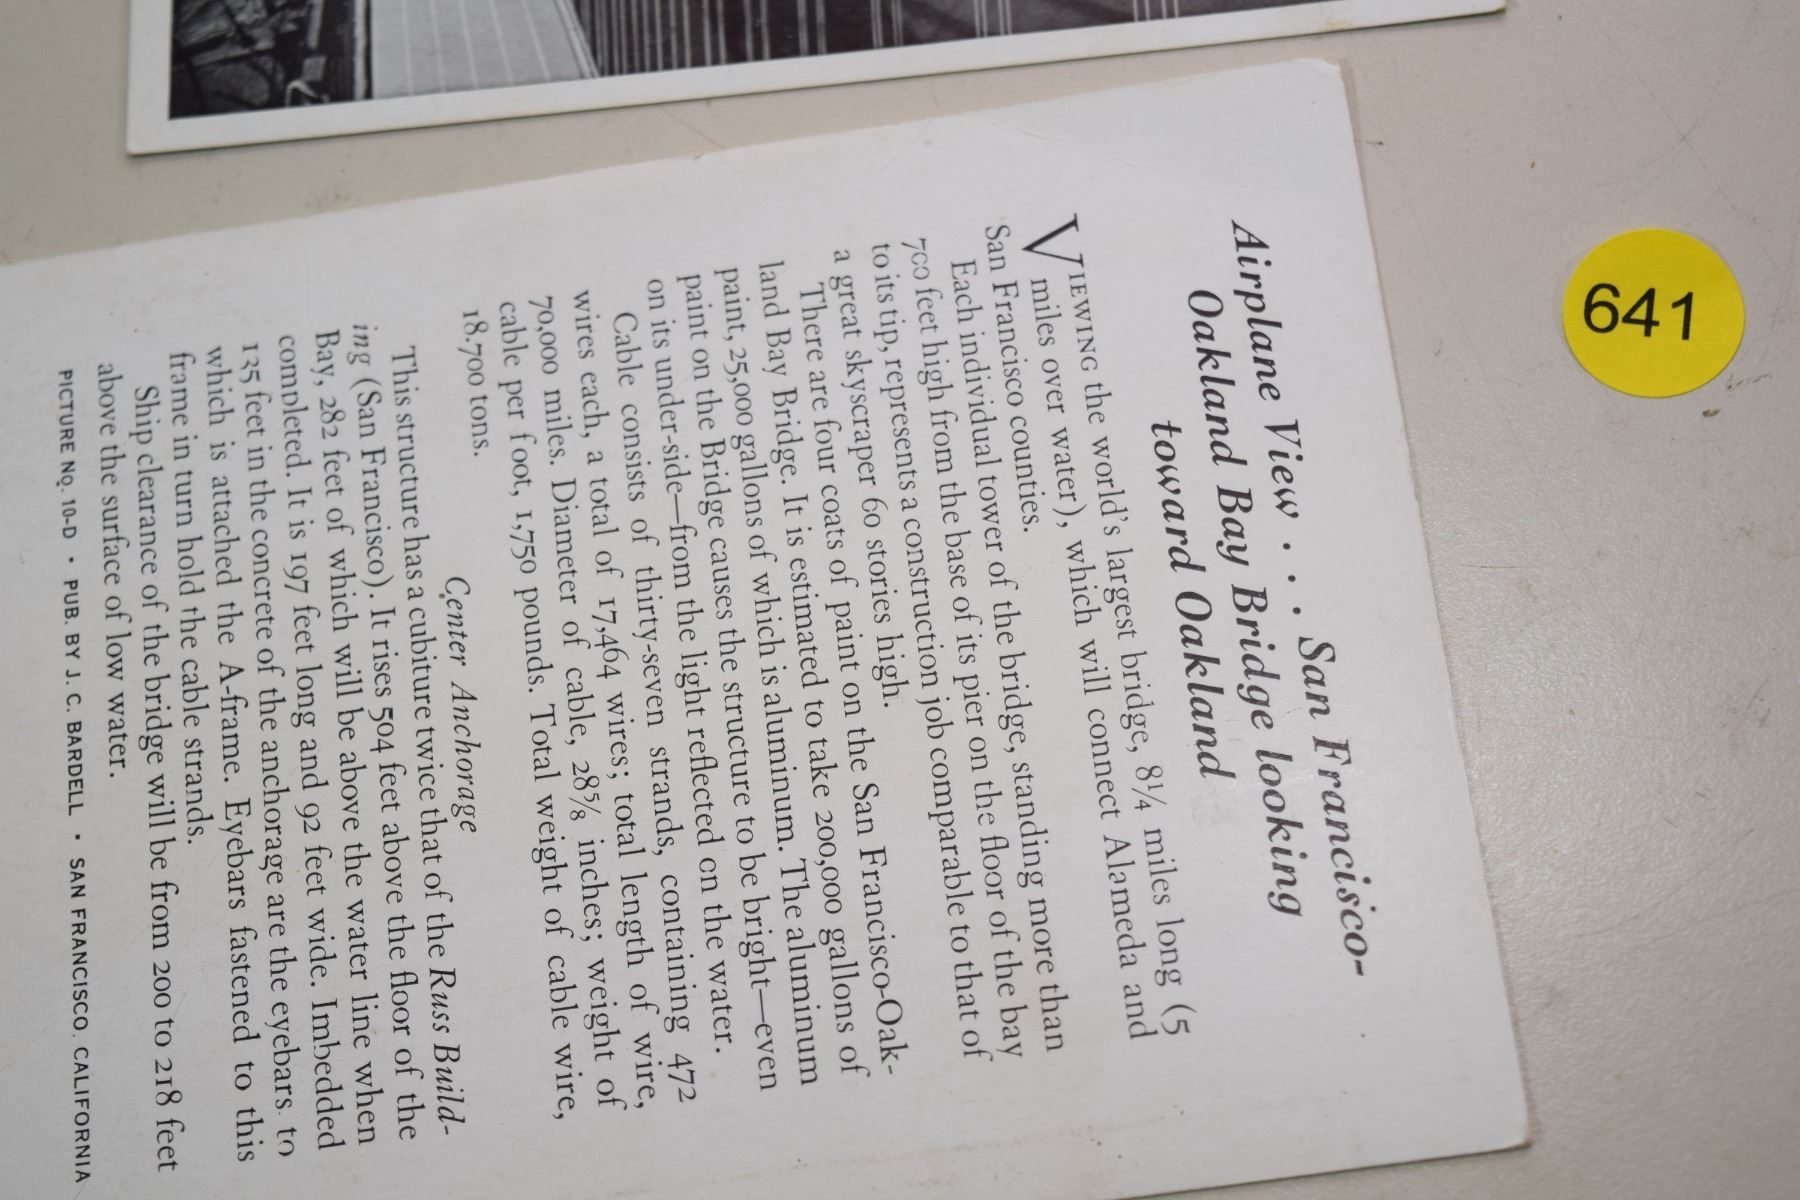 Airplane View . . . San Francisco-
Oakland Bay Bridge looking
toward Oakland
VIEWING the world's largest bridge, 8¼ miles long (5
miles over water), which will connect Alameda and
San Francisco counties.
Each individual tower of the bridge, standing more than
700 feet high from the base of its pier on the floor of the bay
to its tip, represents a construction job comparable to that of
a great skyscraper 60 stories high.
There are four coats of paint on the San Francisco-Oak-
land Bay Bridge. It is estimated to take 200,000 gallons of
paint, 25,000 gallons of which is aluminum. The aluminum
paint on the Bridge causes the structure to be bright—even
on its under-side—from the light reflected on the water.
Cable consists of thirty-seven strands, containing 472
wires each, a total of 17,464 wires; total length of wire,
70,000 miles. Diameter of cable, 28⅝ inches; weight of
cable per foot, 1,750 pounds. Total weight of cable wire,
18.700 tons.
Center Anchorage
This structure has a cubiture twice that of the Russ Build-
ing (San Francisco). It rises 504 feet above the floor of the
Bay, 282 feet of which will be above the water line when
completed. It is 197 feet long and 92 feet wide. Imbedded
135 feet in the concrete of the anchorage are the eyebars to
which is attached the A-frame. Eyebars fastened to this
frame in turn hold the cable strands.
Ship clearance of the bridge will be from 200 to 218 feet
above the surface of low water.
PICTURE NO. 10-D • PUB. BY J. C. BARDELL • SAN FRANCISCO, CALIFORNIA
641